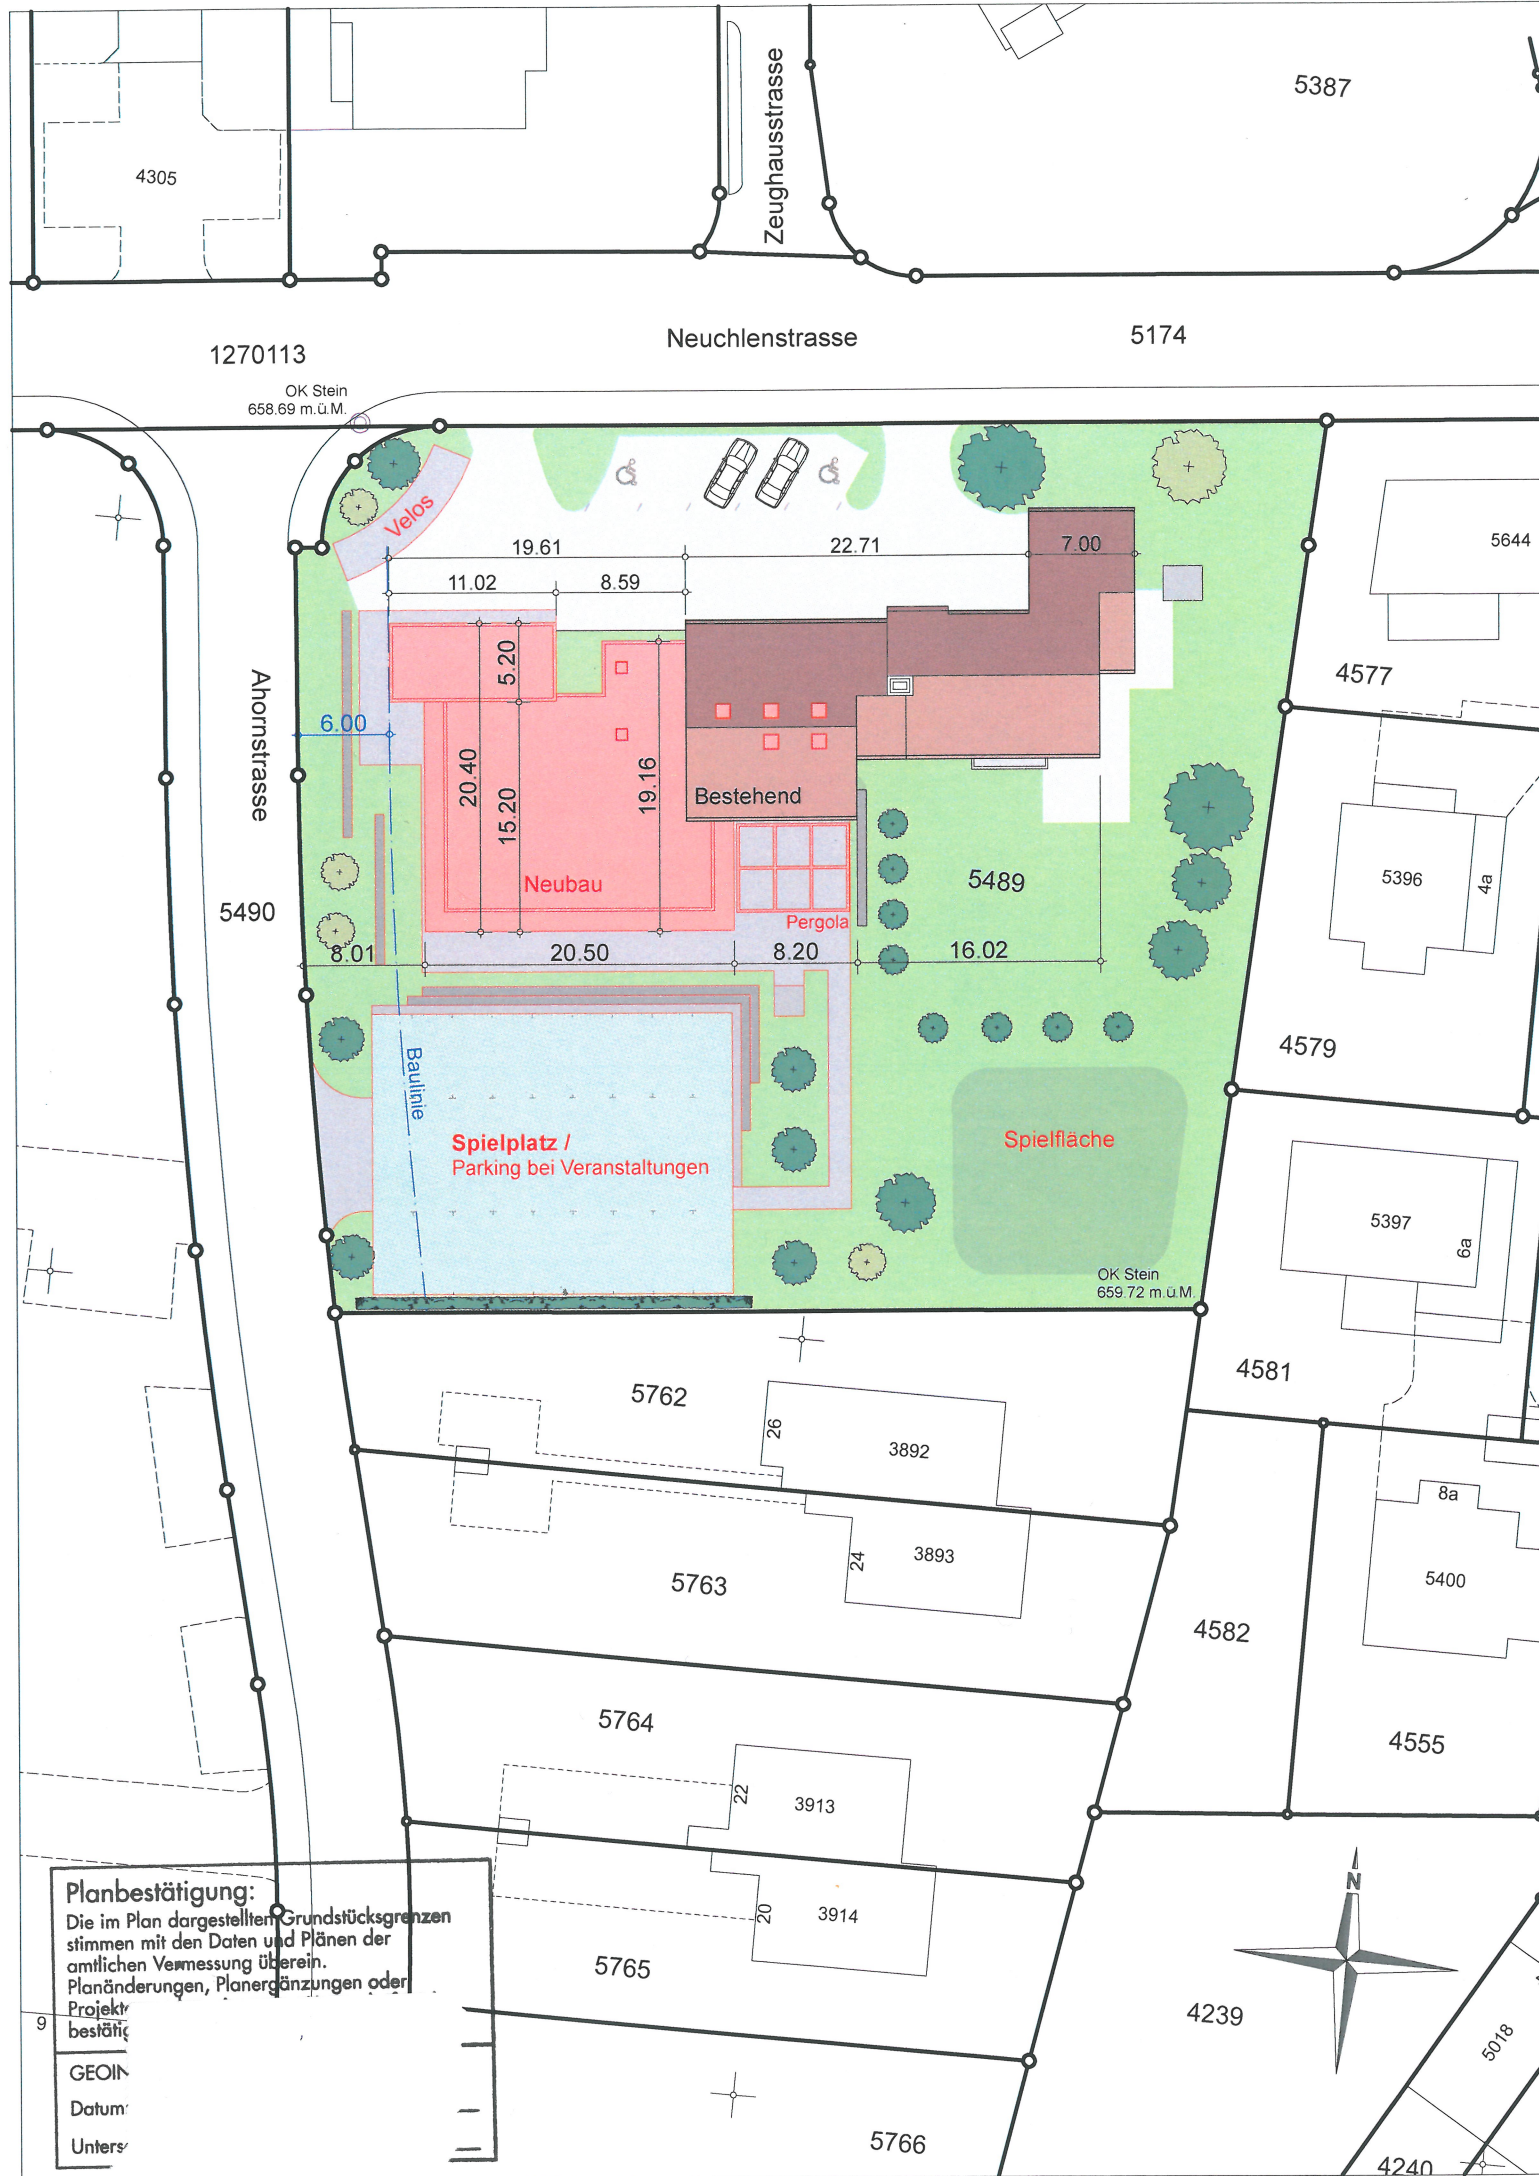 5387
Zeughausstrasse
4305
Neuchlenstrasse
5174
1270113
OK Stein
658.69 m.ü.M.
Velos
19.61
22.71
7.00
11.02
8.59
5644
5.20
4577
Ahornstrasse
6.00
20.40
15.20
19.16
Bestehend
Neubau
5489
5396
4a
5490
Pergola
8.01
20.50
8.20
16.02
4579
Baulinie
Spielplatz /
Parking bei Veranstaltungen
Spielfläche
5397
6a
OK Stein
659.72 m.ü.M.
4581
5762
26
3892
8a
24
3893
5763
5400
4582
5764
4555
22
3913
Planbestätigung:
Die im Plan dargestellten Grundstücksgrenzen
stimmen mit den Daten und Plänen der
amtlichen Vermessung überein.
Planänderungen, Planergänzungen oder
N
20
3914
5765
4239
9
5018
Datum:
5766
4240